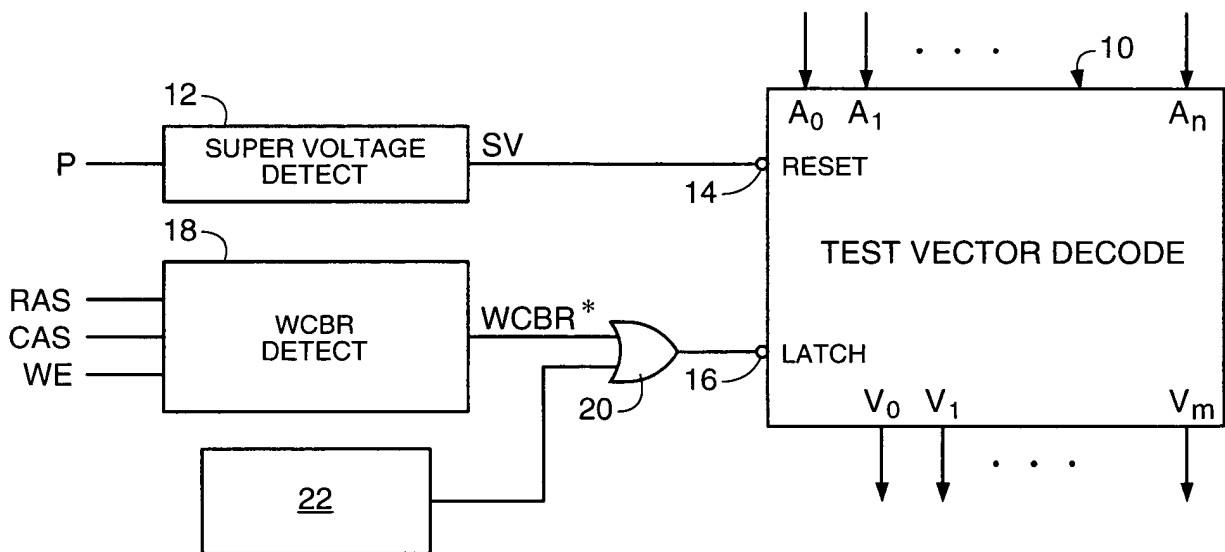 10
A0 A1 An
12
P
SUPER VOLTAGE
DETECT
SV
14
RESET
18
TEST VECTOR DECODE
RAS
CAS
WE
WCBR
DETECT
WCBR*
20
16
LATCH
V0 V1 Vm
22